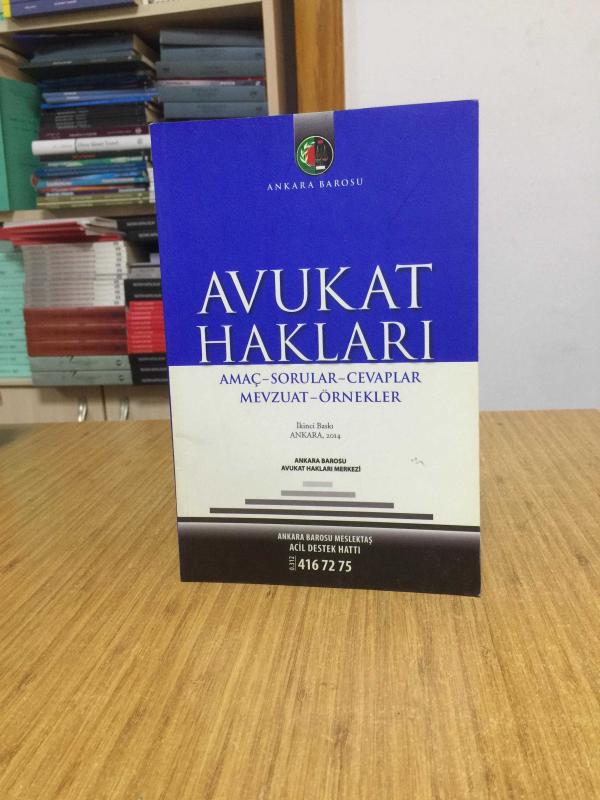 ANKARA BAROSU
AVUKAT
HAKLARI
AMAÇ–SORULAR–CEVAPLAR
MEVZUAT–ÖRNEKLER
İkinci Baskı
ANKARA, 2014
ANKARA BAROSU
AVUKAT HAKLARI MERKEZİ
ANKARA BAROSU MESLEKTAŞ
ACİL DESTEK HATTI
0.312 416 72 75